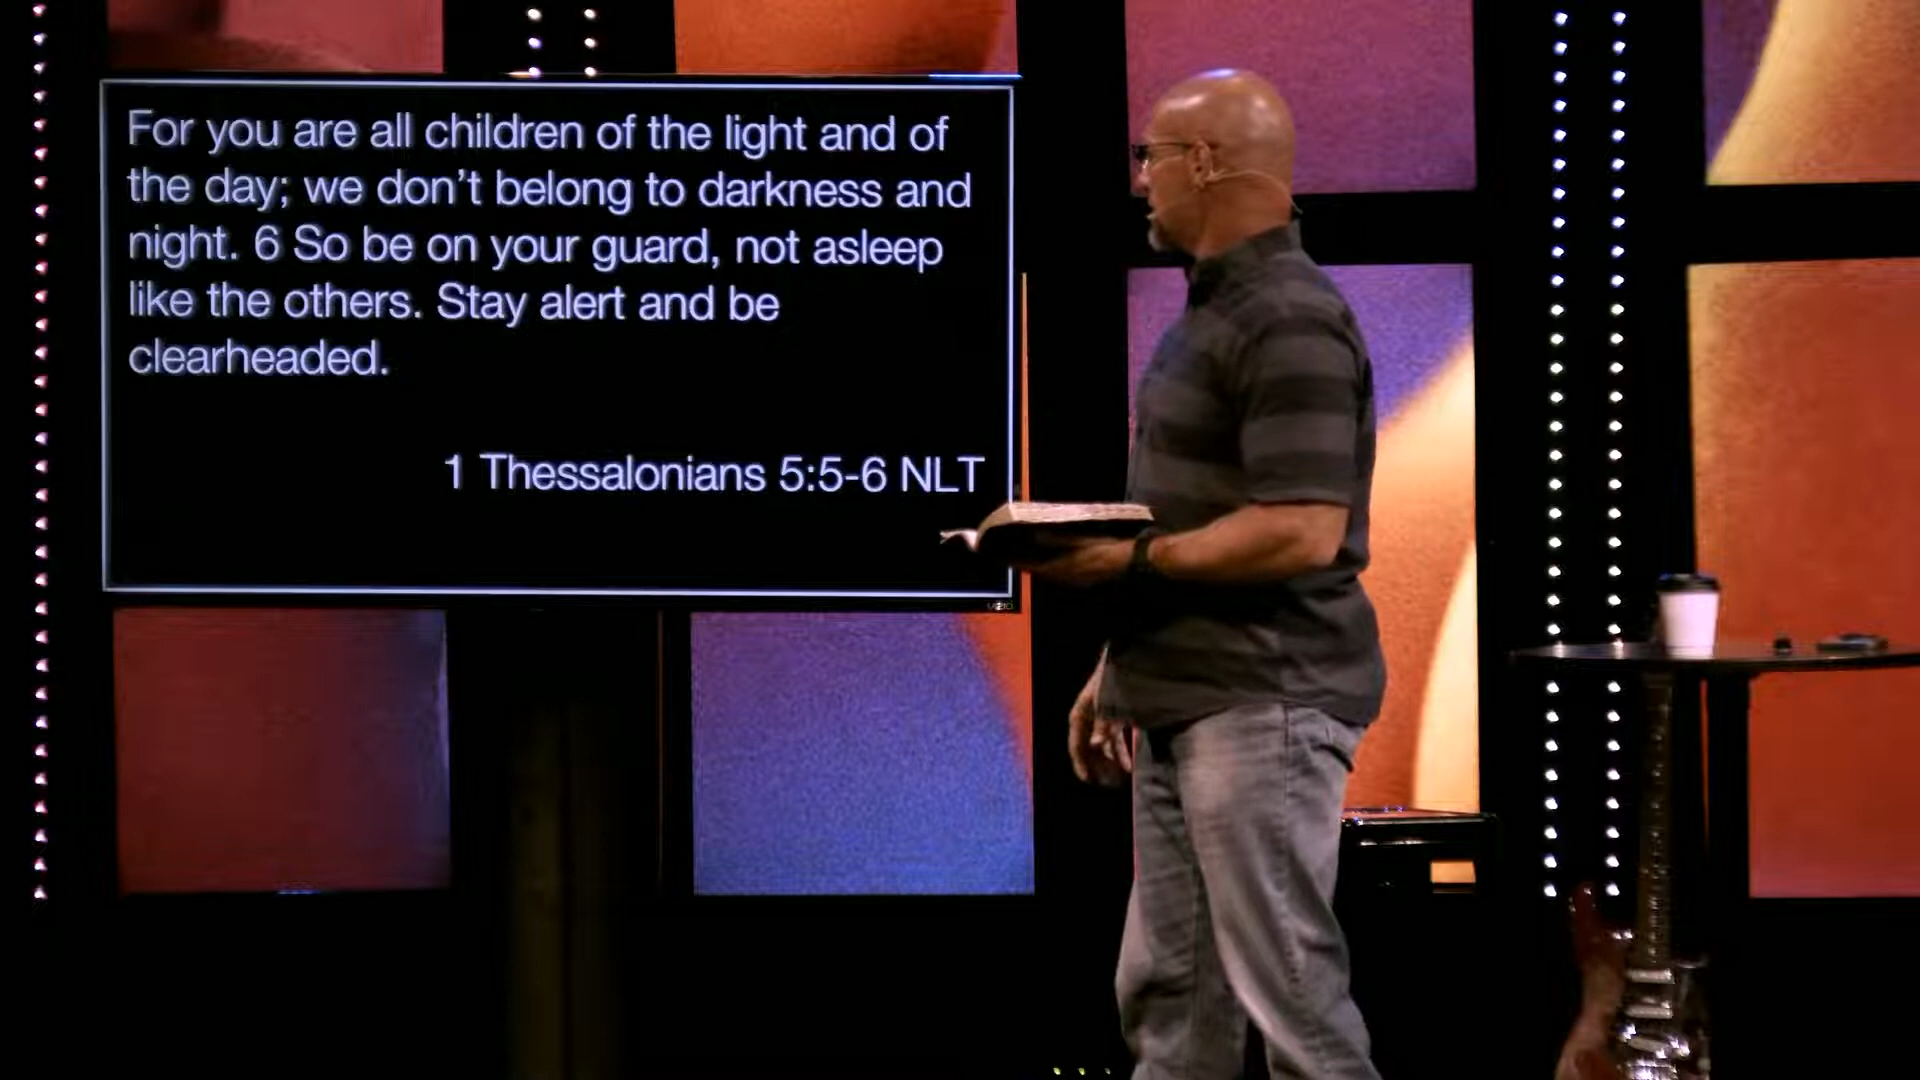 For you are all children of the light and of
the day; we don't belong to darkness and
night. 6 So be on your guard, not asleep
like the others. Stay alert and be
clearheaded.
1 Thessalonians 5:5-6 NLT
VIZIO